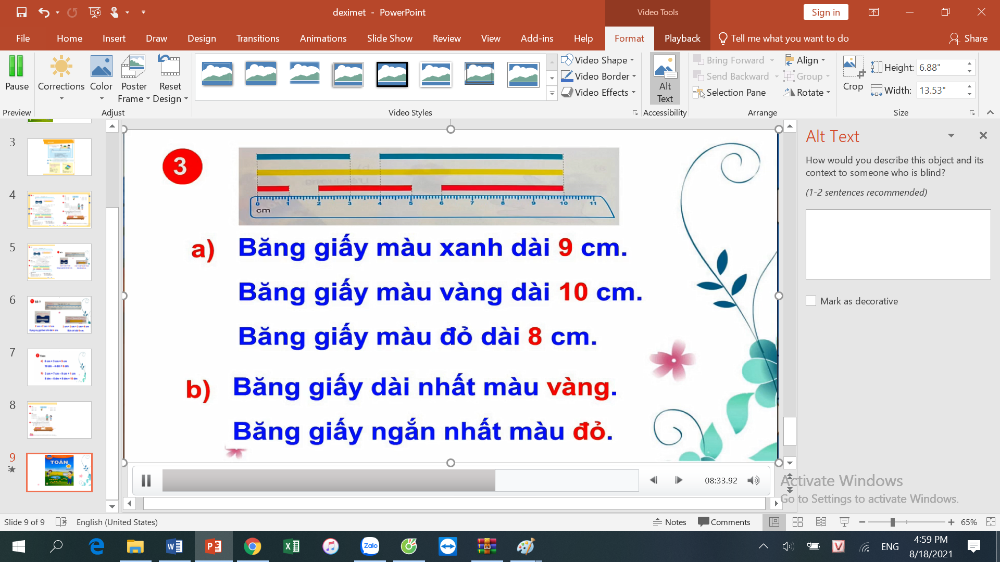 deximet - PowerPoint
Video Tools
Sign in
File Home Insert Draw Design Transitions Animations Slide Show Review View Add-ins Help Format Playback Tell me what you want to do Share
Pause
Preview
Corrections
Color
Poster Frame
Reset Design
Adjust
Video Styles
Video Shape
Video Border
Video Effects
Alt Text
Accessibility
Bring Forward
Send Backward
Selection Pane
Align
Group
Rotate
Arrange
Crop
Height: 6.88"
Width: 13.53"
Size
3
4
5
6
7
8
9
TOÁN
3
0 1 2 3 4 5 6 7 8 9 10 11
cm
a) Băng giấy màu xanh dài 9 cm.
Băng giấy màu vàng dài 10 cm.
Băng giấy màu đỏ dài 8 cm.
b) Băng giấy dài nhất màu vàng.
Băng giấy ngắn nhất màu đỏ.
08:33.92
Alt Text
How would you describe this object and its
context to someone who is blind?
(1-2 sentences recommended)
Mark as decorative
Activate Windows
Go to Settings to activate Windows.
Slide 9 of 9 English (United States) Notes Comments 65%
Zalo
ENG
4:59 PM
8/18/2021